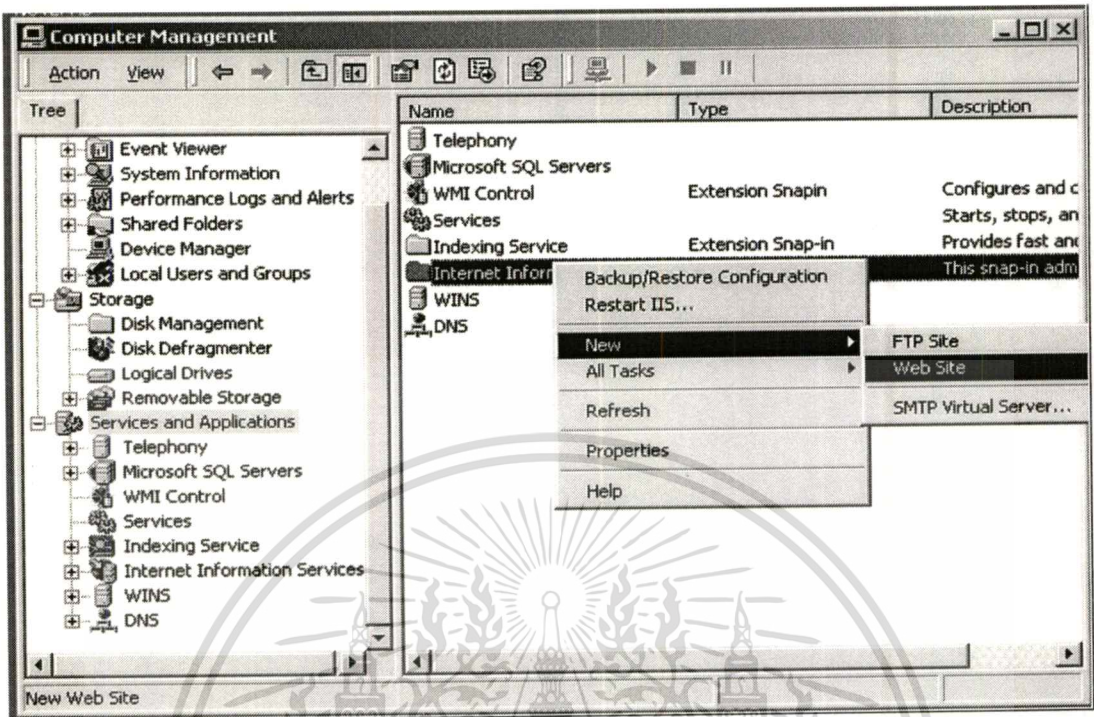 Computer Management
Action View
Tree
Event Viewer
System Information
Performance Logs and Alerts
Shared Folders
Device Manager
Local Users and Groups
Storage
Disk Management
Disk Defragmenter
Logical Drives
Removable Storage
Services and Applications
Telephony
Microsoft SQL Servers
WMI Control
Services
Indexing Service
Internet Information Services
WINS
DNS
Name Type Description
Telephony
Microsoft SQL Servers
WMI Control Extension Snapin Configures and c
Services Starts, stops, an
Indexing Service Extension Snap-in Provides fast and
Internet Inform This snap-in adm
WINS
DNS
Backup/Restore Configuration
Restart IIS...
New
All Tasks
Refresh
Properties
Help
FTP Site
Web Site
SMTP Virtual Server...
New Web Site